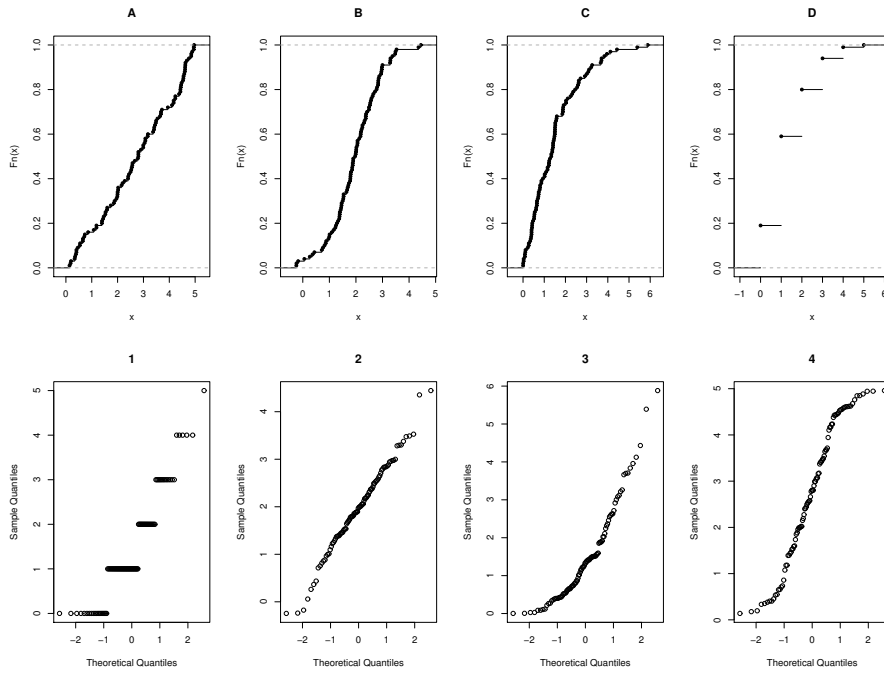 A B C D
Fn(x) 0.0 0.2 0.4 0.6 0.8 1.0
0 1 2 3 4 5
x
Fn(x) 0.0 0.2 0.4 0.6 0.8 1.0
0 1 2 3 4 5
x
Fn(x) 0.0 0.2 0.4 0.6 0.8 1.0
0 1 2 3 4 5 6
x
Fn(x) 0.0 0.2 0.4 0.6 0.8 1.0
−1 0 1 2 3 4 5 6
x
1 2 3 4
Sample Quantiles 0 1 2 3 4 5
−2 −1 0 1 2
Theoretical Quantiles
Sample Quantiles 0 1 2 3 4
−2 −1 0 1 2
Theoretical Quantiles
Sample Quantiles 0 1 2 3 4 5 6
−2 −1 0 1 2
Theoretical Quantiles
Sample Quantiles 0 1 2 3 4 5
−2 −1 0 1 2
Theoretical Quantiles